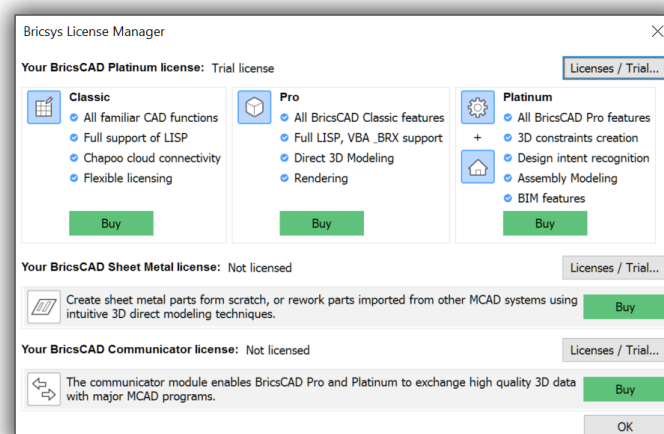 Bricsys License Manager
Your BricsCAD Platinum license: Trial license
Licenses / Trial...
Classic
All familiar CAD functions
Full support of LISP
Chapoo cloud connectivity
Flexible licensing
Buy
Pro
All BricsCAD Classic features
Full LISP, VBA _BRX support
Direct 3D Modeling
Rendering
Buy
Platinum
All BricsCAD Pro features
+
3D constraints creation
Design intent recognition
Assembly Modeling
BIM features
Buy
Your BricsCAD Sheet Metal license: Not licensed
Licenses / Trial...
Create sheet metal parts form scratch, or rework parts imported from other MCAD systems using
intuitive 3D direct modeling techniques.
Buy
Your BricsCAD Communicator license: Not licensed
Licenses / Trial...
The communicator module enables BricsCAD Pro and Platinum to exchange high quality 3D data
with major MCAD programs.
Buy
OK